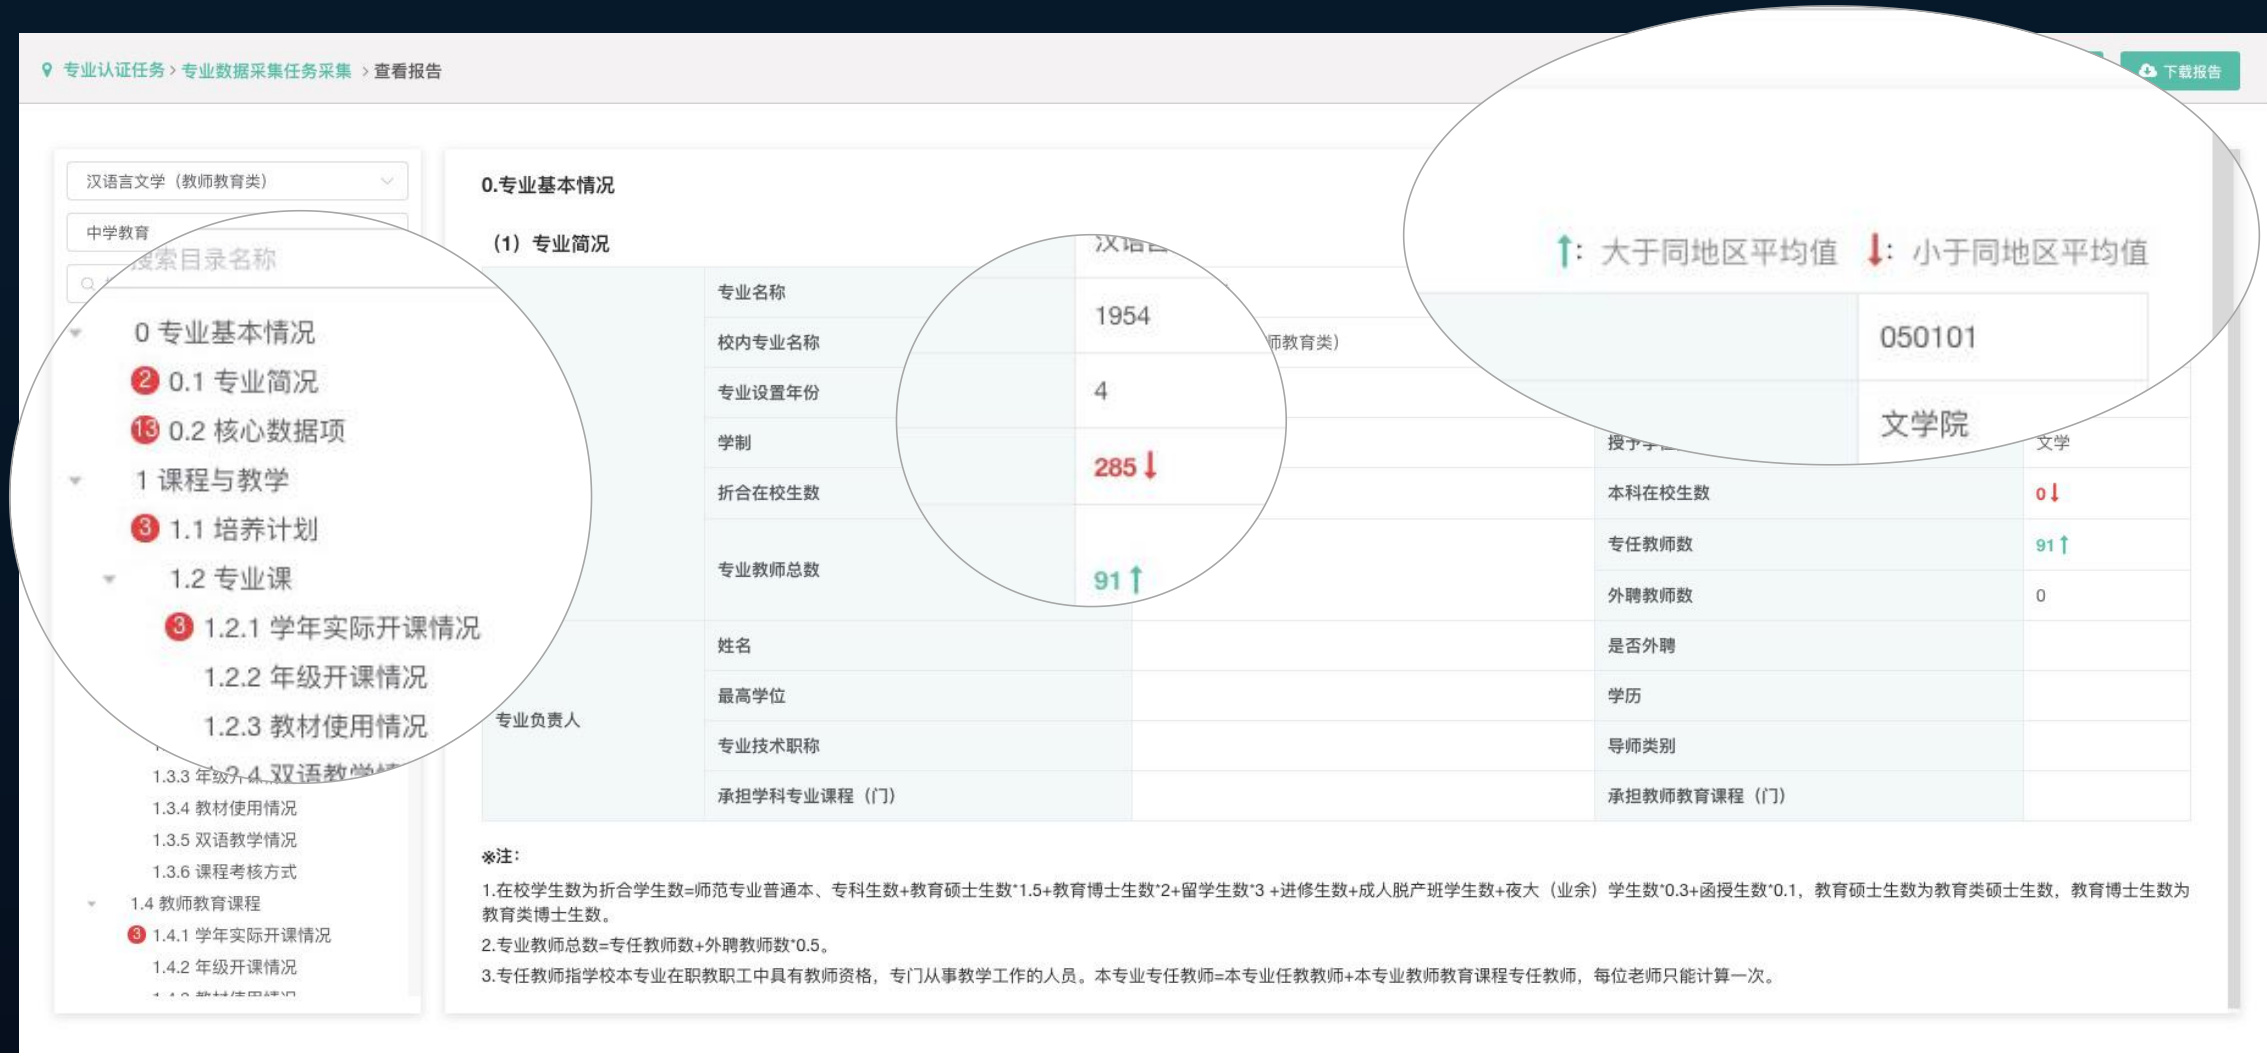 专业认证任务 > 专业数据采集任务采集 > 查看报告
下载报告
汉语言文学（教师教育类）
中学教育
搜索目录名称
0 专业基本情况
2 0.1 专业简况
13 0.2 核心数据项
1 课程与教学
3 1.1 培养计划
1.2 专业课
3 1.2.1 学年实际开课情况
1.2.2 年级开课情况
1.2.3 教材使用情况
1.3.4 教材使用情况
1.3.5 双语教学情况
1.3.6 课程考核方式
1.4 教师教育课程
3 1.4.1 学年实际开课情况
1.4.2 年级开课情况
0.专业基本情况
（1）专业简况
↑: 大于同地区平均值 ↓: 小于同地区平均值
专业名称
050101
校内专业名称 1954 师教育类）
文学院
专业设置年份 4
学制 文学
285↓
折合在校生数 本科在校生数 0↓
专业教师总数 91↑ 专任教师数 91↑
外聘教师数 0
专业负责人
姓名 是否外聘
最高学位 学历
专业技术职称 导师类别
承担学科专业课程（门） 承担教师教育课程（门）
※注：
1.在校学生数为折合学生数=师范专业普通本、专科生数+教育硕士生数*1.5+教育博士生数*2+留学生数*3 +进修生数+成人脱产班学生数+夜大（业余）学生数*0.3+函授生数*0.1，教育硕士生数为教育类硕士生数，教育博士生数为
教育类博士生数。
2.专业教师总数=专任教师数+外聘教师数*0.5。
3.专任教师指学校本专业在职教职工中具有教师资格，专门从事教学工作的人员。本专业专任教师=本专业任教教师+本专业教师教育课程专任教师，每位老师只能计算一次。